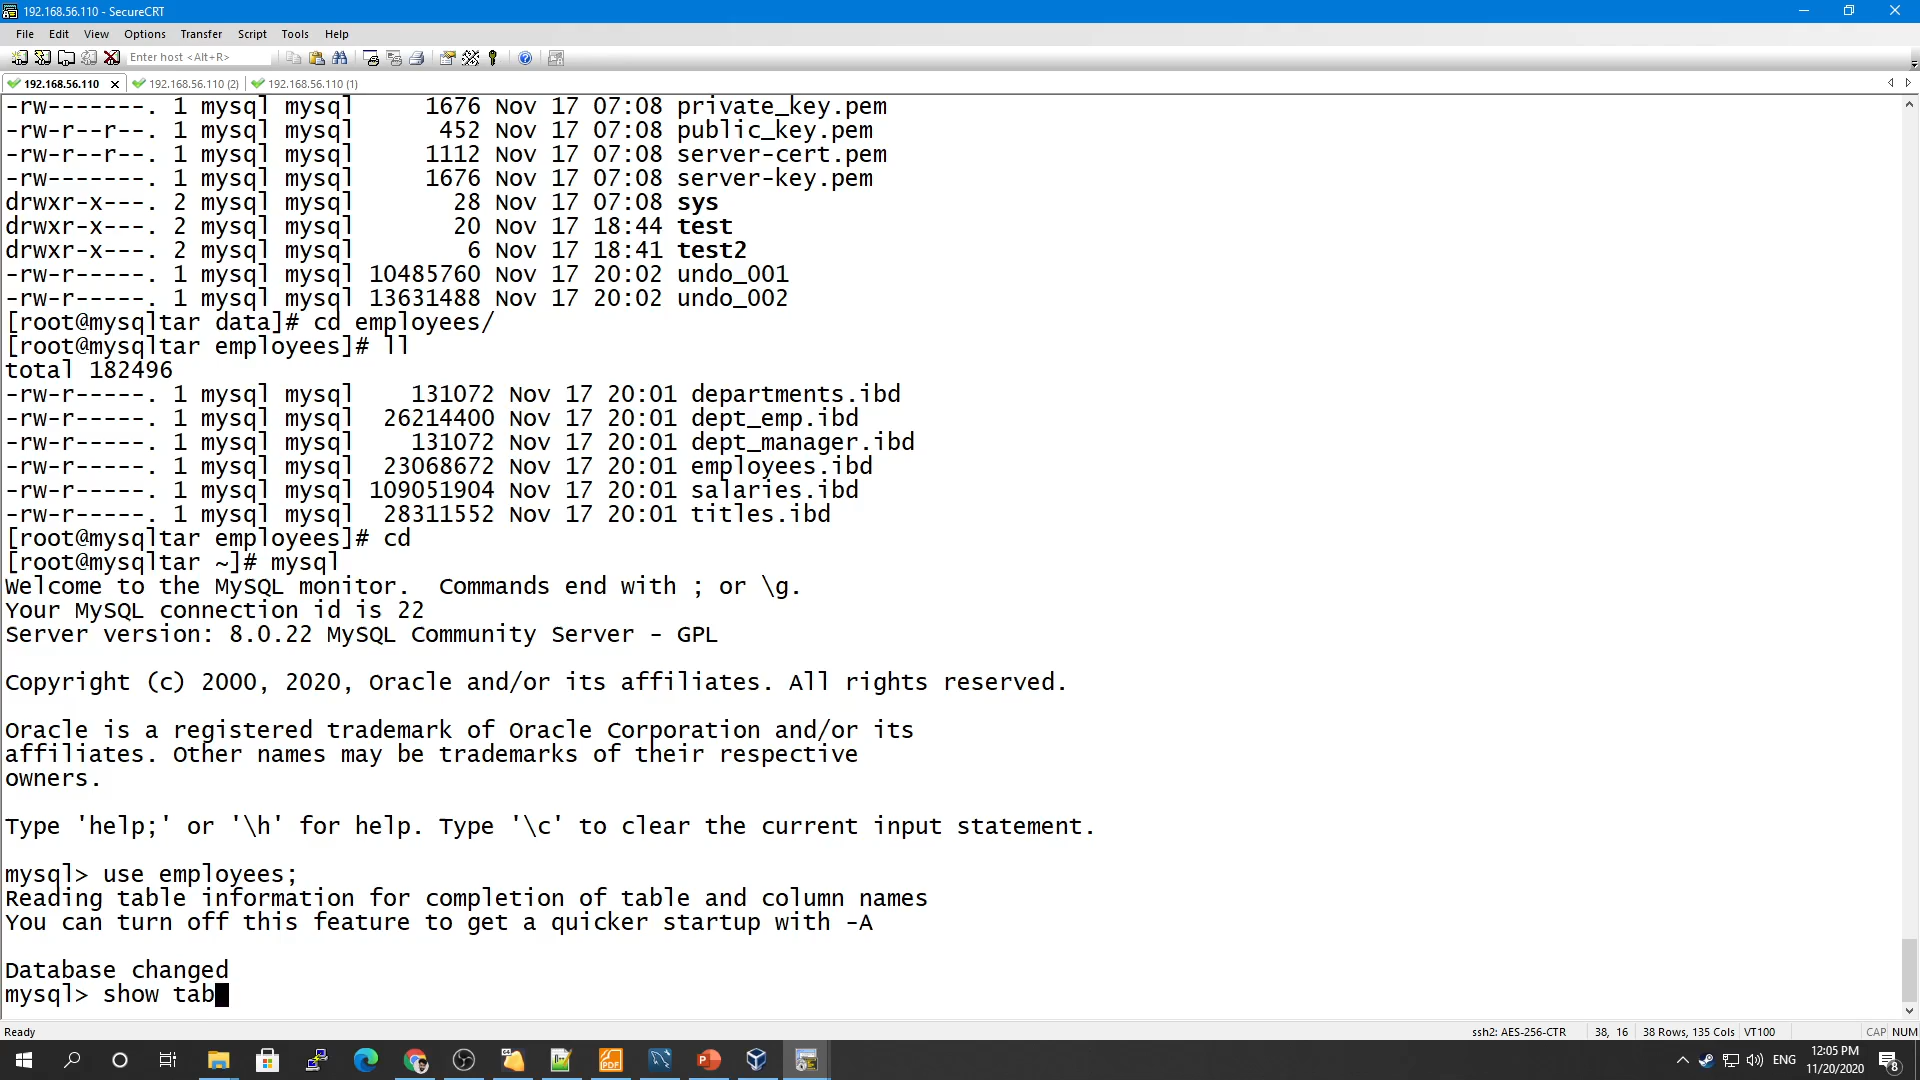 192.168.56.110 - SecureCRT
File Edit View Options Transfer Script Tools Help
Enter host <Alt+R>
192.168.56.110 192.168.56.110 (2) 192.168.56.110 (1)
-rw-------. 1 mysql mysql 1676 Nov 17 07:08 private_key.pem
-rw-r--r--. 1 mysql mysql 452 Nov 17 07:08 public_key.pem
-rw-r--r--. 1 mysql mysql 1112 Nov 17 07:08 server-cert.pem
-rw-------. 1 mysql mysql 1676 Nov 17 07:08 server-key.pem
drwxr-x---. 2 mysql mysql 28 Nov 17 07:08 sys
drwxr-x---. 2 mysql mysql 20 Nov 17 18:44 test
drwxr-x---. 2 mysql mysql 6 Nov 17 18:41 test2
-rw-r-----. 1 mysql mysql 10485760 Nov 17 20:02 undo_001
-rw-r-----. 1 mysql mysql 13631488 Nov 17 20:02 undo_002
[root@mysqltar data]# cd employees/
[root@mysqltar employees]# ll
total 182496
-rw-r-----. 1 mysql mysql 131072 Nov 17 20:01 departments.ibd
-rw-r-----. 1 mysql mysql 26214400 Nov 17 20:01 dept_emp.ibd
-rw-r-----. 1 mysql mysql 131072 Nov 17 20:01 dept_manager.ibd
-rw-r-----. 1 mysql mysql 23068672 Nov 17 20:01 employees.ibd
-rw-r-----. 1 mysql mysql 109051904 Nov 17 20:01 salaries.ibd
-rw-r-----. 1 mysql mysql 28311552 Nov 17 20:01 titles.ibd
[root@mysqltar employees]# cd
[root@mysqltar ~]# mysql
Welcome to the MySQL monitor.  Commands end with ; or \g.
Your MySQL connection id is 22
Server version: 8.0.22 MySQL Community Server - GPL
Copyright (c) 2000, 2020, Oracle and/or its affiliates. All rights reserved.
Oracle is a registered trademark of Oracle Corporation and/or its
affiliates. Other names may be trademarks of their respective
owners.
Type 'help;' or '\h' for help. Type '\c' to clear the current input statement.
mysql> use employees;
Reading table information for completion of table and column names
You can turn off this feature to get a quicker startup with -A
Database changed
mysql> show tab
Ready ssh2: AES-256-CTR 38, 16 38 Rows, 135 Cols VT100 CAP NUM
ENG 12:05 PM
11/20/2020
8